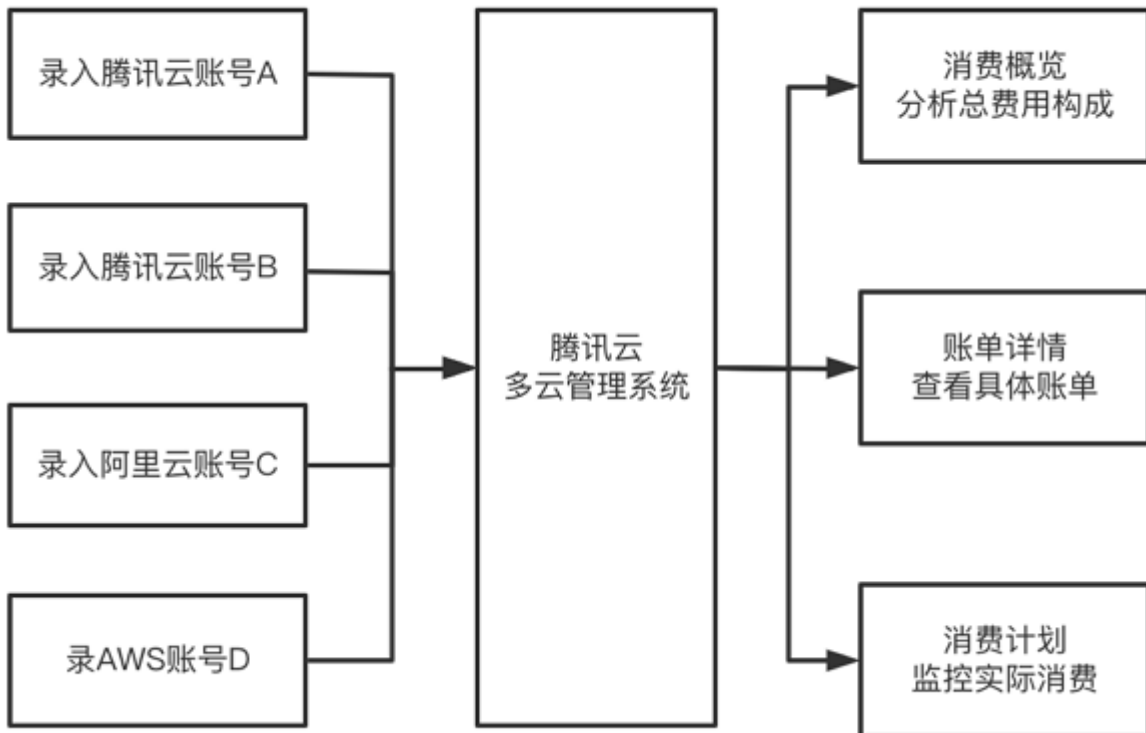 录入腾讯云账号A
录入腾讯云账号B
录入阿里云账号C
录AWS账号D
腾讯云
多云管理系统
消费概览
分析总费用构成
账单详情
查看具体账单
消费计划
监控实际消费